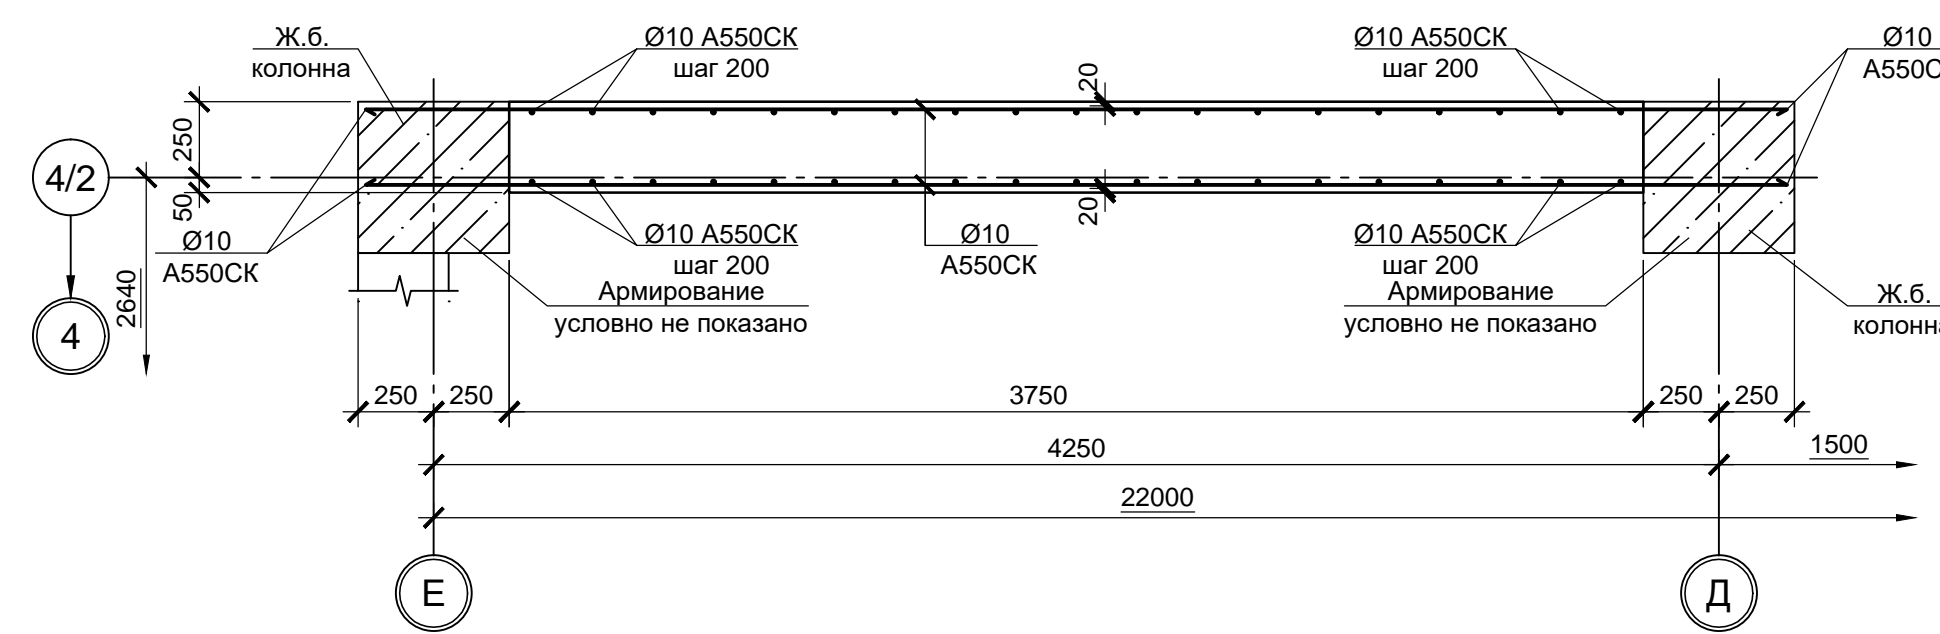 Ж.б.
колонна
Ø10 А550СК
шаг 200
20
Ø10 А550СК
шаг 200
Ø10
А550С
250
4/2
50
Ø10
А550СК
Ø10 А550СК
шаг 200
Ø10
А550СК
20
Ø10 А550СК
шаг 200
2640
4
Армирование
условно не показано
Армирование
условно не показано
Ж.б.
колонна
250
250
3750
250
250
4250
1500
22000
Е
Д